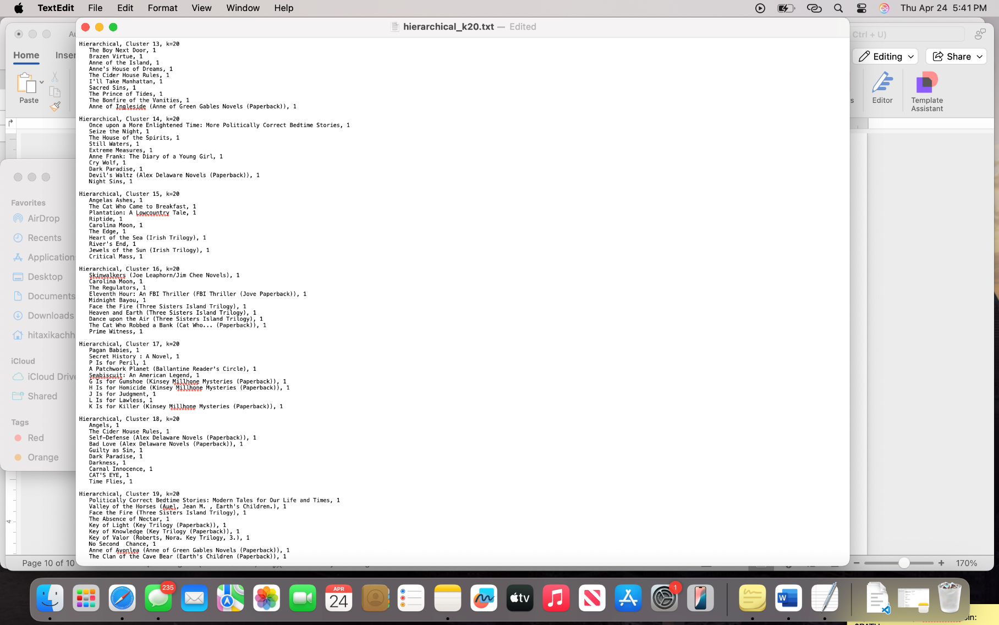 TextEdit File Edit Format View Window Help
Thu Apr 24 5:41 PM
hierarchical_k20.txt — Edited
Ctrl + U)
Home
Editing
Share
Paste
Editor
Template
Assistant
Hierarchical, Cluster 13, k=20
The Boy Next Door, 1
Brazen Virtue, 1
Anne of the Island, 1
Anne's House of Dreams, 1
The Cider House Rules, 1
I'll Take Manhattan, 1
Sacred Sins, 1
The Prince of Tides, 1
The Bonfire of the Vanities, 1
Anne of Ingleside (Anne of Green Gables Novels (Paperback)), 1
Hierarchical, Cluster 14, k=20
Once upon a More Enlightened Time: More Politically Correct Bedtime Stories, 1
Seize the Night, 1
The House of the Spirits, 1
Still Waters, 1
Extreme Measures, 1
Anne Frank: The Diary of a Young Girl, 1
Cry Wolf, 1
Dark Paradise, 1
Devil's Waltz (Alex Delaware Novels (Paperback)), 1
Night Sins, 1
Hierarchical, Cluster 15, k=20
Angelas Ashes, 1
The Cat Who Came to Breakfast, 1
Plantation: A Lowcountry Tale, 1
Riptide, 1
Carolina Moon, 1
The Edge, 1
Heart of the Sea (Irish Trilogy), 1
River's End, 1
Jewels of the Sun (Irish Trilogy), 1
Critical Mass, 1
Hierarchical, Cluster 16, k=20
Skinwalkers (Joe Leaphorn/Jim Chee Novels), 1
Carolina Moon, 1
The Regulators, 1
Eleventh Hour: An FBI Thriller (FBI Thriller (Jove Paperback)), 1
Midnight Bayou, 1
Face the Fire (Three Sisters Island Trilogy), 1
Heaven and Earth (Three Sisters Island Trilogy), 1
Dance upon the Air (Three Sisters Island Trilogy), 1
The Cat Who Robbed a Bank (Cat Who... (Paperback)), 1
Prime Witness, 1
Hierarchical, Cluster 17, k=20
Pagan Babies, 1
Secret History : A Novel, 1
P Is for Peril, 1
A Patchwork Planet (Ballantine Reader's Circle), 1
Seabiscuit: An American Legend, 1
G Is for Gumshoe (Kinsey Millhone Mysteries (Paperback)), 1
H Is for Homicide (Kinsey Millhone Mysteries (Paperback)), 1
J Is for Judgment, 1
L Is for Lawless, 1
K Is for Killer (Kinsey Millhone Mysteries (Paperback)), 1
Hierarchical, Cluster 18, k=20
Angels, 1
The Cider House Rules, 1
Self-Defense (Alex Delaware Novels (Paperback)), 1
Bad Love (Alex Delaware Novels (Paperback)), 1
Guilty as Sin, 1
Dark Paradise, 1
Darkness, 1
Carnal Innocence, 1
CAT'S EYE, 1
Time Flies, 1
Hierarchical, Cluster 19, k=20
Politically Correct Bedtime Stories: Modern Tales for Our Life and Times, 1
Valley of the Horses (Auel, Jean M. , Earth's Children.), 1
Face the Fire (Three Sisters Island Trilogy), 1
The Absence of Nectar, 1
Key of Light (Key Trilogy (Paperback)), 1
Key of Knowledge (Key Trilogy (Paperback)), 1
Key of Valor (Roberts, Nora. Key Trilogy, 3.), 1
No Second  Chance, 1
Anne of Avonlea (Anne of Green Gables Novels (Paperback)), 1
The Clan of the Cave Bear (Earth's Children (Paperback)), 1
Favorites
AirDrop
Recents
Application
Desktop
Documents
Downloads
hitaxikachh
iCloud
iCloud Drive
Shared
Tags
Red
Orange
4
Page 10 of 10
170%
235
APR
24
tv
1
W